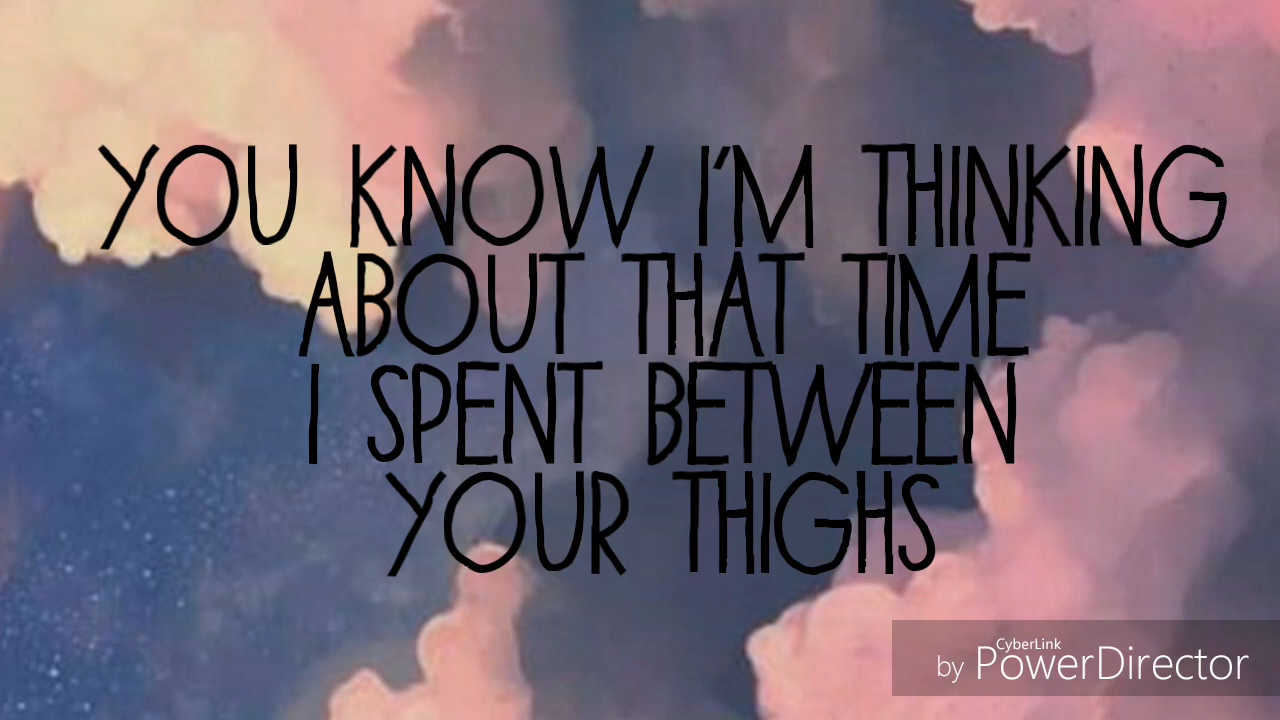 YOU KNOW I'M THINKING
ABOUT THAT TIME
I SPENT BETWEEN
YOUR THIGHS
CyberLink
by PowerDirector